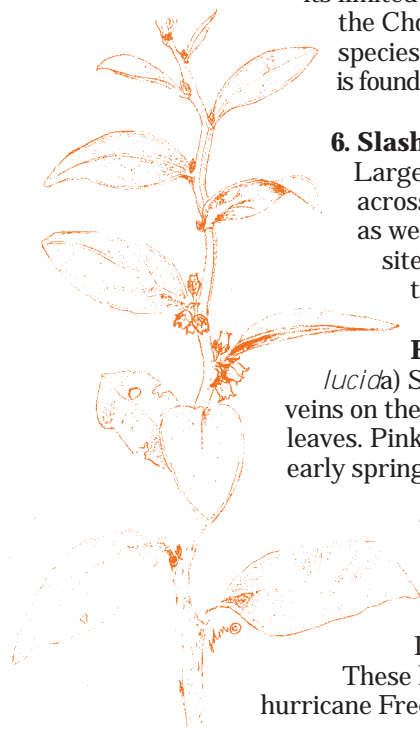 its limited
the Cho
species
is found
6. Slash
Large
across
as we
site
t
lucida) S
veins on the
leaves. Pink
early spring
These
hurricane Fre